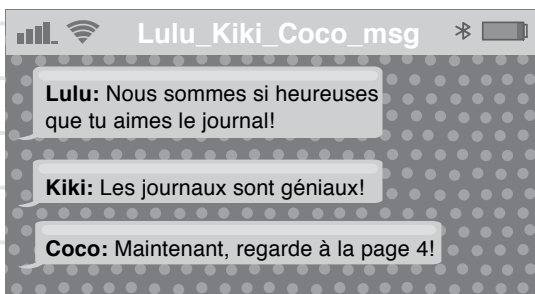 Lulu_Kiki_Coco_msg
Lulu: Nous sommes si heureuses
que tu aimes le journal!
Kiki: Les journaux sont géniaux!
Coco: Maintenant, regarde à la page 4!